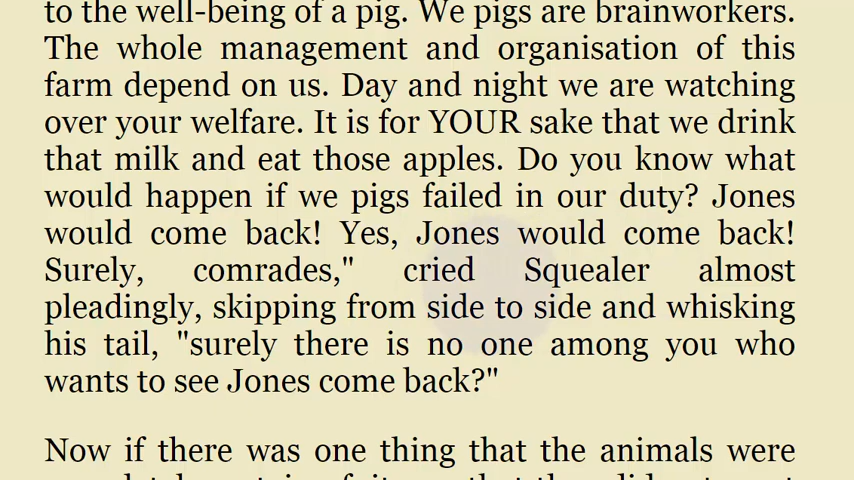 to the well-being of a pig. We pigs are brainworkers.
The whole management and organisation of this
farm depend on us. Day and night we are watching
over your welfare. It is for YOUR sake that we drink
that milk and eat those apples. Do you know what
would happen if we pigs failed in our duty? Jones
would come back! Yes, Jones would come back!
Surely, comrades," cried Squealer almost
pleadingly, skipping from side to side and whisking
his tail, "surely there is no one among you who
wants to see Jones come back?"
Now if there was one thing that the animals were